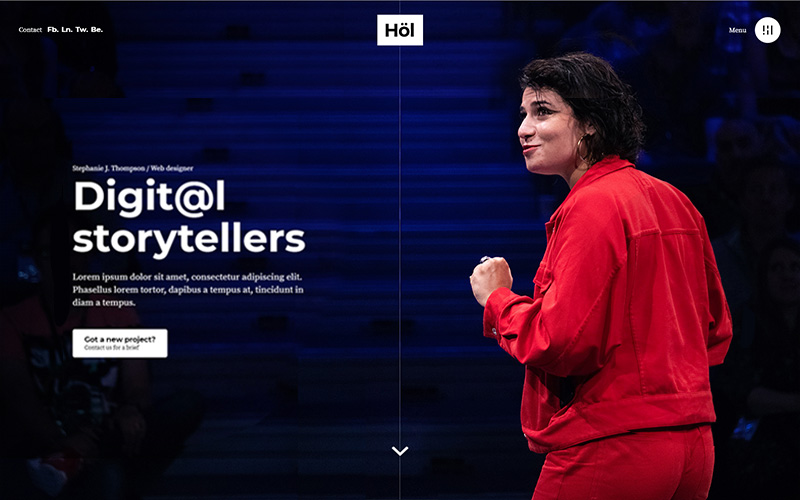 Contact Fb. Ln. Tw. Be.
Höl
Menu
Stephanie J. Thompson / Web designer
Digit@l
storytellers
Lorem ipsum dolor sit amet, consectetur adipiscing elit.
Phasellus lorem tortor, dapibus a tempus at, tincidunt in
diam a tempus.
Got a new project?
Contact us for a brief